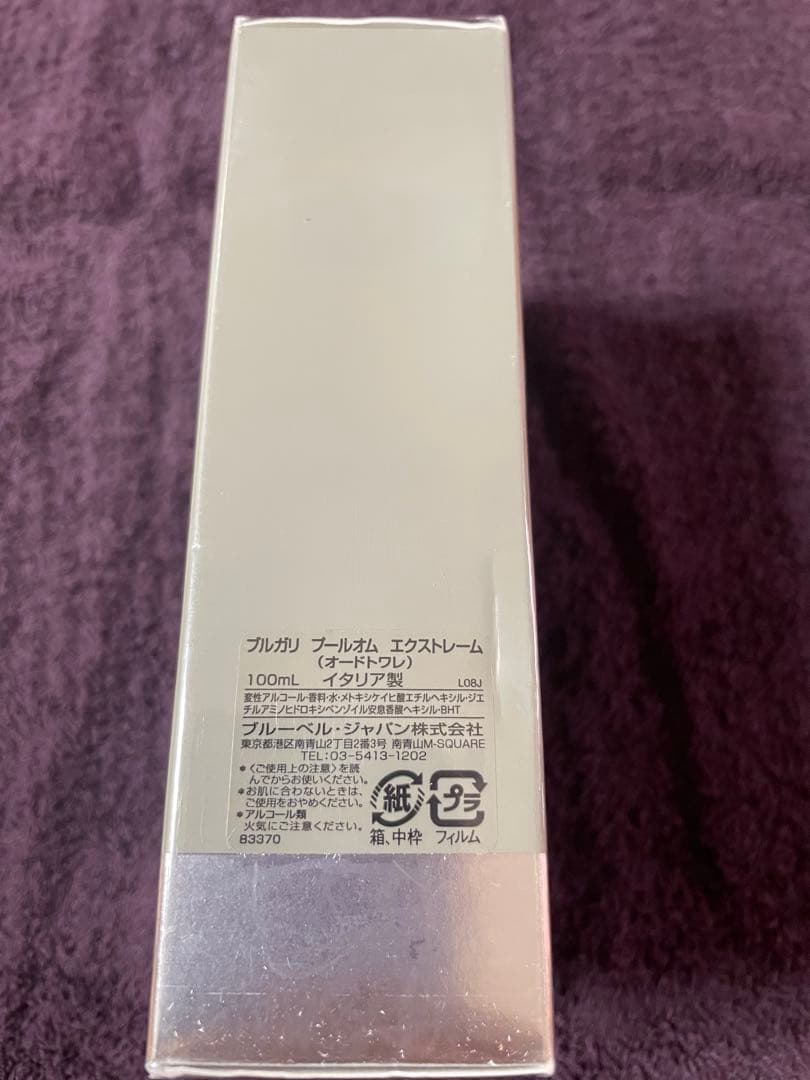 ブルガリ プールオム エクストレーム
(オードトワレ)
100mL イタリア製 L08J
変性アルコール・香料・水・メトキシケイヒ酸エチルヘキシル・ジエ
チルアミノヒドロキシベンゾイル安息香酸ヘキシル・BHT
ブルーベル・ジャパン株式会社
東京都港区南青山2丁目2番3号 南青山M-SQUARE
TEL:03-5413-1202
*〈ご使用上の注意〉を読
んでからお使いください。
*お肌に合わないときは、
ご使用をおやめください。
*アルコール類
火気にご注意ください。
83370
紙 プラ
箱、中枠 フィルム